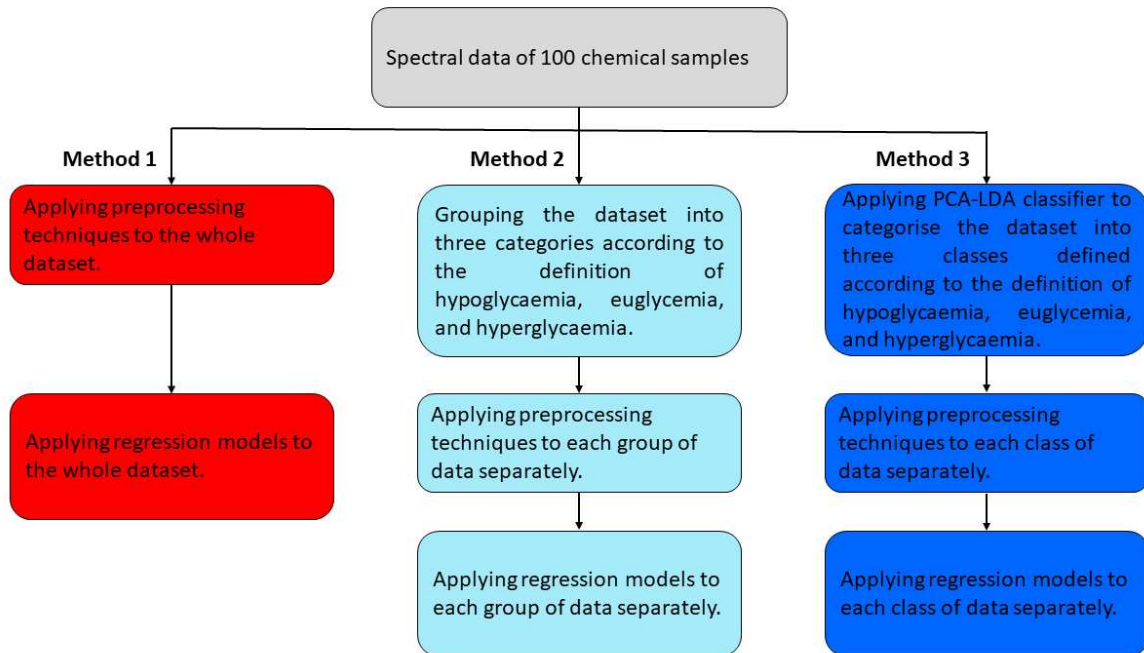 Spectral data of 100 chemical samples
Method 1
Applying preprocessing
techniques to the whole
dataset.
Applying regression models to
the whole dataset.
Method 2
Grouping the dataset into
three categories according to
the definition of
hypoglycaemia, euglycemia,
and hyperglycaemia.
Applying preprocessing
techniques to each group of
data separately.
Applying regression models to
each group of data separately.
Method 3
Applying PCA-LDA classifier to
categorise the dataset into
three classes defined
according to the definition of
hypoglycaemia, euglycemia,
and hyperglycaemia.
Applying preprocessing
techniques to each class of
data separately.
Applying regression models to
each class of data separately.